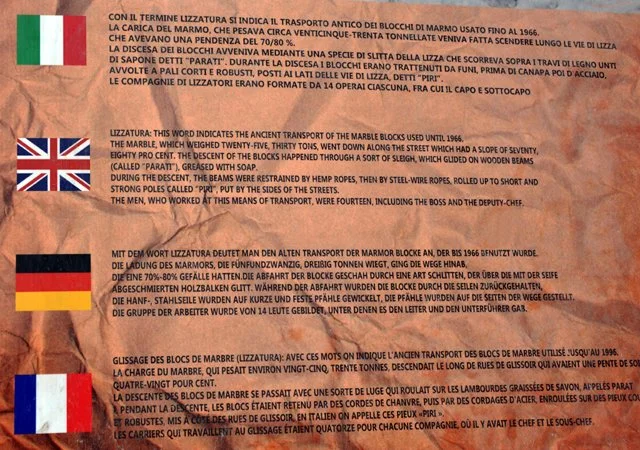 CON IL TERMINE LIZZATURA SI INDICA IL TRASPORTO ANTICO DEI BLOCCHI DI MARMO USATO FINO AL 1966.
LA CARICA DEL MARMO, CHE PESAVA CIRCA VENTICINQUE-TRENTA TONNELLATE VENIVA FATTA SCENDERE LUNGO LE VIE DI LIZZA
CHE AVEVANO UNA PENDENZA DEL 70/80 %.
LA DISCESA DEI BLOCCHI AVVENIVA MEDIANTE UNA SPECIE DI SLITTA DELLA LIZZA CHE SCORREVA SOPRA I TRAVI DI LEGNO UNTI
DI SAPONE DETTI "PARATI". DURANTE LA DISCESA I BLOCCHI ERANO TRATTENUTI DA FUNI, PRIMA DI CANAPA POI D'ACCIAIO,
AVVOLTE A PALI CORTI E ROBUSTI, POSTI AI LATI DELLE VIE DI LIZZA, DETTI "PIRI".
LE COMPAGNIE DI LIZZATORI ERANO FORMATE DA 14 OPERAI CIASCUNA, FRA CUI IL CAPO E SOTTOCAPO
LIZZATURA: THIS WORD INDICATES THE ANCIENT TRANSPORT OF THE MARBLE BLOCKS USED UNTIL 1966.
THE MARBLE, WHICH WEIGHED TWENTY-FIVE, THIRTY TONS, WENT DOWN ALONG THE STREET WHICH HAD A SLOPE OF SEVENTY,
EIGHTY PRO CENT. THE DESCENT OF THE BLOCKS HAPPENED THROUGH A SORT OF SLEIGH, WHICH GLIDED ON WOODEN BEAMS
(CALLED "PARATI"), GREASED WITH SOAP.
DURING THE DESCENT, THE BEAMS WERE RESTRAINED BY HEMP ROPES, THEN BY STEEL-WIRE ROPES, ROLLED UP TO SHORT AND
STRONG POLES CALLED "PIRI", PUT BY THE SIDES OF THE STREETS.
THE MEN, WHO WORKED AT THIS MEANS OF TRANSPORT, WERE FOURTEEN, INCLUDING THE BOSS AND THE DEPUTY-CHEF.
MIT DEM WORT LIZZATURA DEUTET MAN DEN ALTEN TRANSPORT DER MARMOR BLOCKE AN, DER BIS 1966 BFNUTZT WURDE.
DIE LADUNG DES MARMORS, DIE FÜNFUNDZWANZIG, DREIßIG TONNEN WIEGT, GING DIE WEGE HINAB,
DIE EINE 70%-80% GEFÄLLE HATTEN.DIE ABFAHRT DER BLOCKE GESCHAH DURCH EINE ART SCHLITTEN, DER ÜBER DIE MIT DER SEIFE
ABGESCHMIERTEN HOLZBALKEN GLITT. WÄHREND DER ABFAHRT WURDEN DIE BLOCKE DURCH DIE SEILEN ZURÜCKGEHALTEN,
DIE HANF-, STAHLSEILE WURDEN AUF KURZE UND FESTE PFÄHLE GEWICKELT, DIE PFÄHLE WURDEN AUF DIE SEITEN DER WEGE GESTELLT.
DIE GRUPPE DER ARBEITER WURDE VON 14 LEUTE GEBILDET, UNTER DENEN ES DEN LEITER UND DEN UNTERFÜHRER GAB.
GLISSAGE DES BLOCS DE MARBRE (LIZZATURA): AVEC CES MOTS ON INDIQUE L'ANCIEN TRANSPORT DES BLOCS DE MARBRE UTILISÉ JUSQU'AU 1996.
LA CHARGE DU MARBRE, QUI PESAIT ENVIRON VINGT-CINQ, TRENTE TONNES, DESCENDAIT LE LONG DE RUES DE GLISSOIR QUI AVAIENT UNE PENTE DE
QUATRE-VINGT POUR CENT.
LA DESCENTE DES BLOCS DE MARBRE SE PASSAIT AVEC UNE SORTE DE LUGE QUI ROULAIT SUR LES LAMBOURDES GRAISSÉES DE SAVON, APPELÉS PARAT
PENDANT LA DESCENTE, LES BLOCS ÉTAIENT RETENU PAR DES CORDES DE CHANVRE, PUIS PAR DES CORDAGES D'ACIER, ENROULÉES SUR DES PIEUX
ET ROBUSTES, MIS À CÔTÉ DES RUES DE GLISSOIR, EN ITALIEN ON APPELLE CES PIEUX «PIRI ».
LES CARRIERS QUI TRAVAILLENT AU GLISSAGE ÉTAIENT QUATORZE POUR CHACUNE COMPAGNIE, OÙ IL Y AVAIT LE CHEF ET LE SOUS-CHEF.